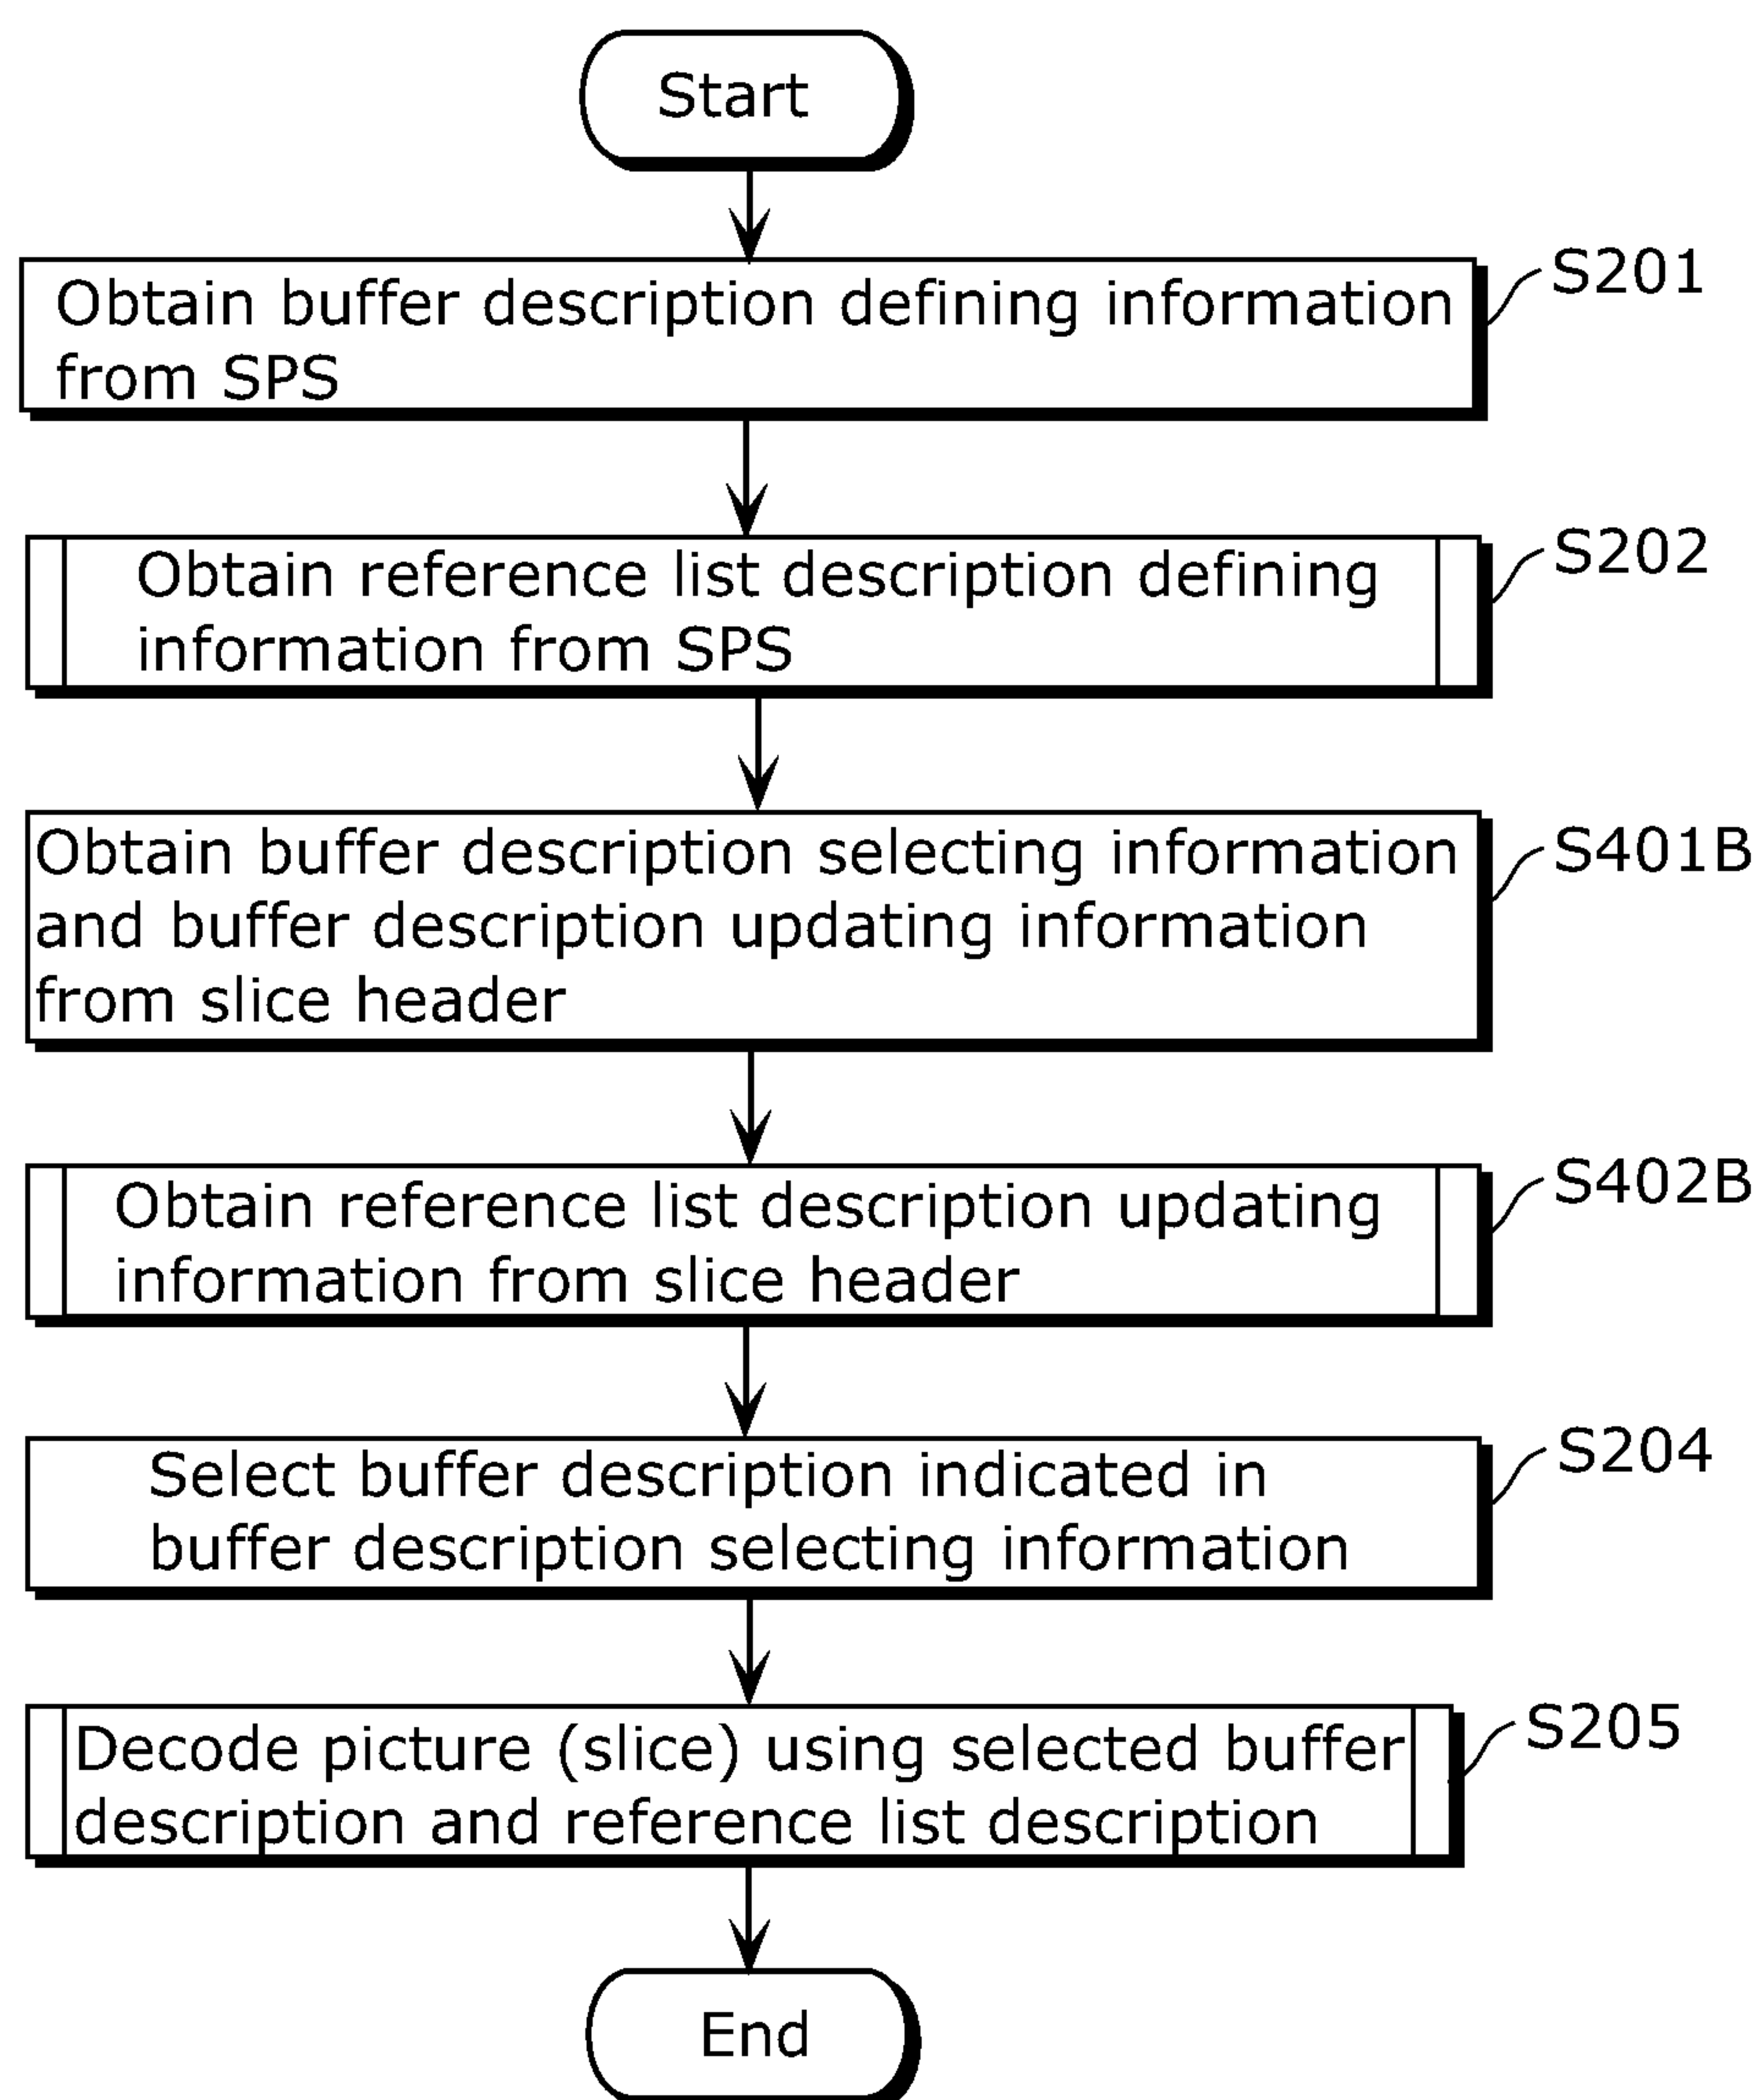 Start
Obtain buffer description defining information
from SPS
S201
Obtain reference list description defining
information from SPS
S202
Obtain buffer description selecting information
and buffer description updating information
from slice header
S401B
Obtain reference list description updating
information from slice header
S402B
Select buffer description indicated in
buffer description selecting information
S204
Decode picture (slice) using selected buffer
description and reference list description
S205
End